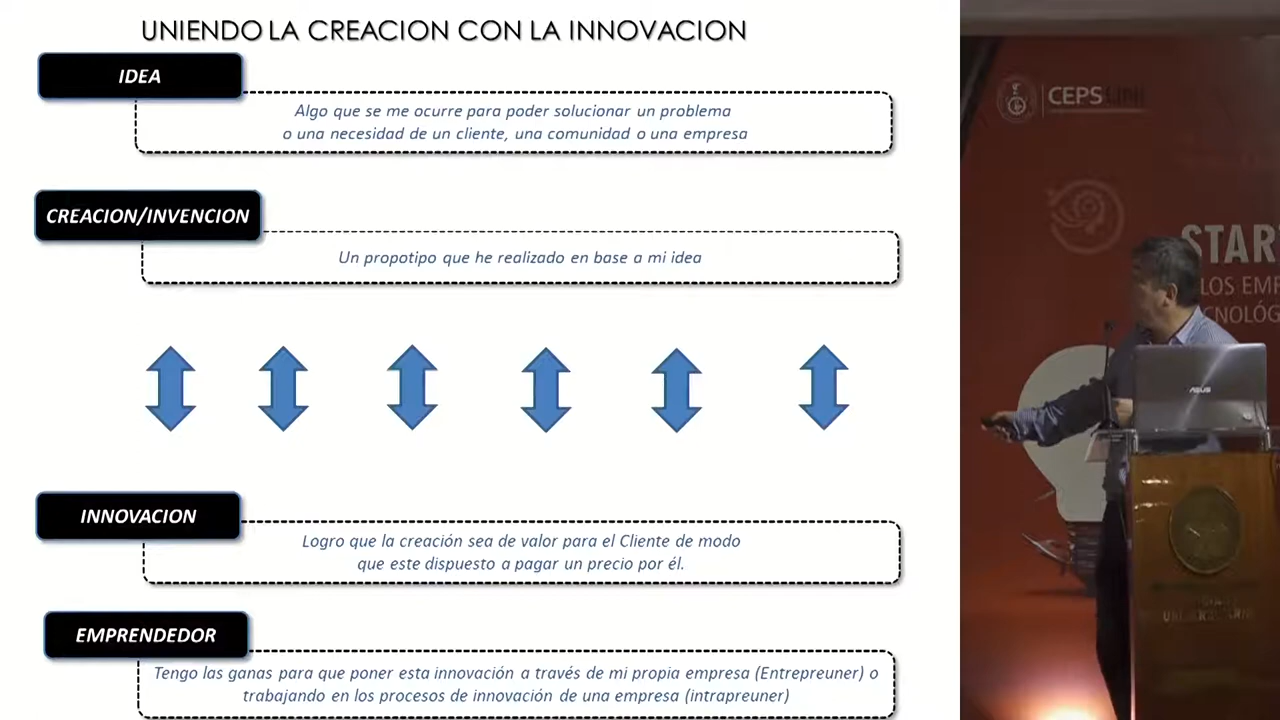 UNIENDO LA CREACION CON LA INNOVACION
IDEA
Algo que se me ocurre para poder solucionar un problema
o una necesidad de un cliente, una comunidad o una empresa
CREACION/INVENCION
Un propotipo que he realizado en base a mi idea
INNOVACION
Logro que la creación sea de valor para el Cliente de modo
que este dispuesto a pagar un precio por él.
EMPRENDEDOR
Tengo las ganas para que poner esta innovación a través de mi propia empresa (Entrepreuner) o
trabajando en los procesos de innovación de una empresa (intrapreuner)
CEPS
STAR
LOS EMP
CNOLÓG
ASUS